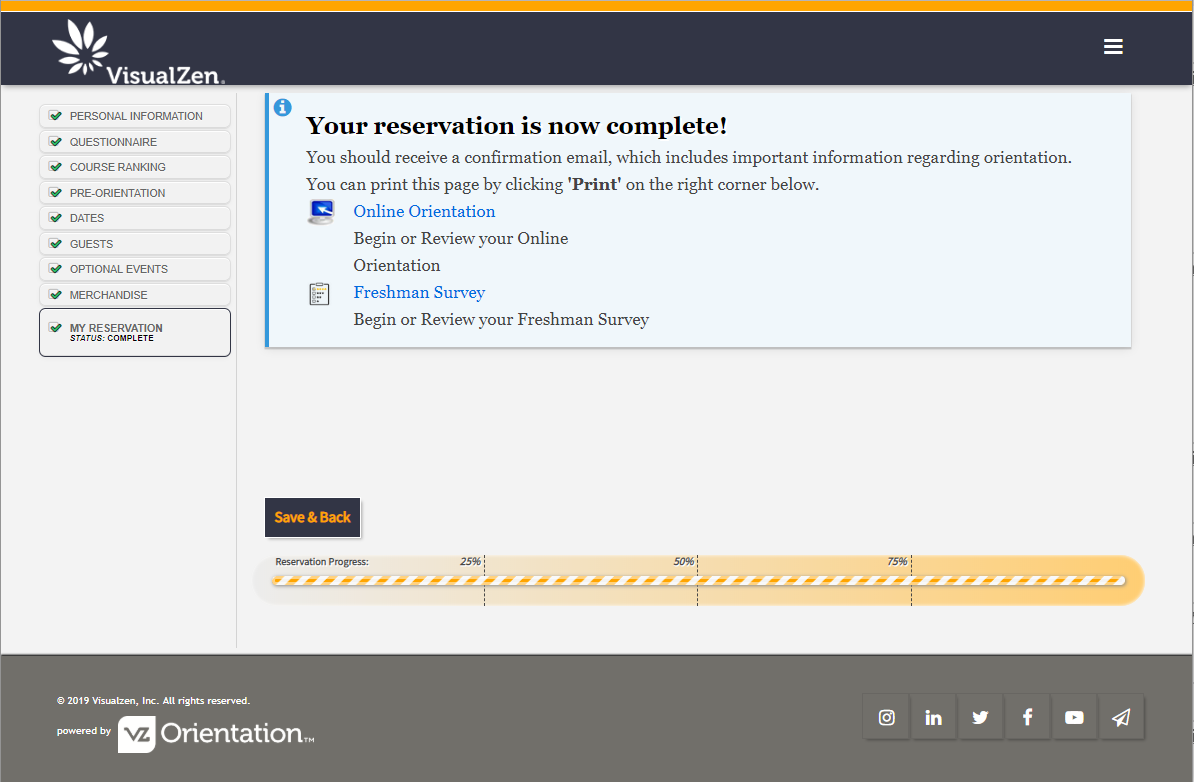 VisualZen.
PERSONAL INFORMATION
QUESTIONNAIRE
COURSE RANKING
PRE-ORIENTATION
DATES
GUESTS
OPTIONAL EVENTS
MERCHANDISE
MY RESERVATION
STATUS: COMPLETE
Your reservation is now complete!
You should receive a confirmation email, which includes important information regarding orientation.
You can print this page by clicking 'Print' on the right corner below.
Online Orientation
Begin or Review your Online
Orientation
Freshman Survey
Begin or Review your Freshman Survey
Save & Back
Reservation Progress: 25% 50% 75%
© 2019 Visualzen, Inc. All rights reserved.
powered by VZ Orientation™